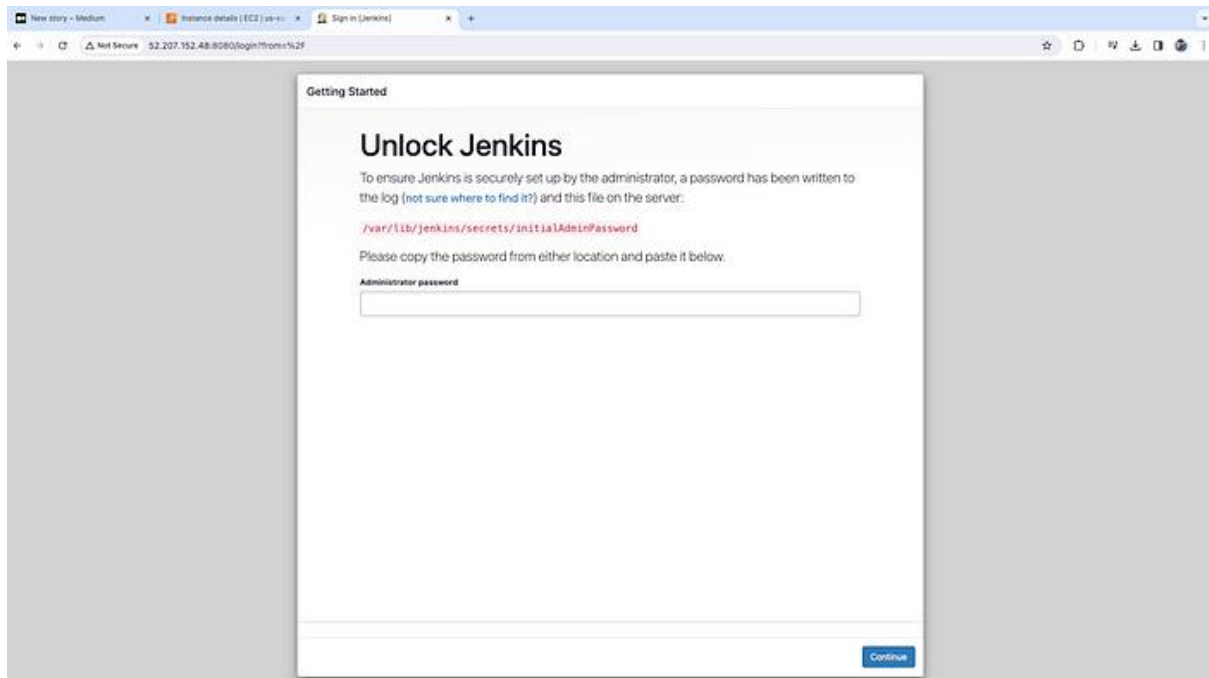 New story – Medium
Instance details | EC2 | us-e
Sign in [Jenkins]
Not Secure 52.207.152.48:8080/login?from=%2F
Getting Started
Unlock Jenkins
To ensure Jenkins is securely set up by the administrator, a password has been written to
the log (not sure where to find it?) and this file on the server:
/var/lib/jenkins/secrets/initialAdminPassword
Please copy the password from either location and paste it below.
Administrator password
Continue